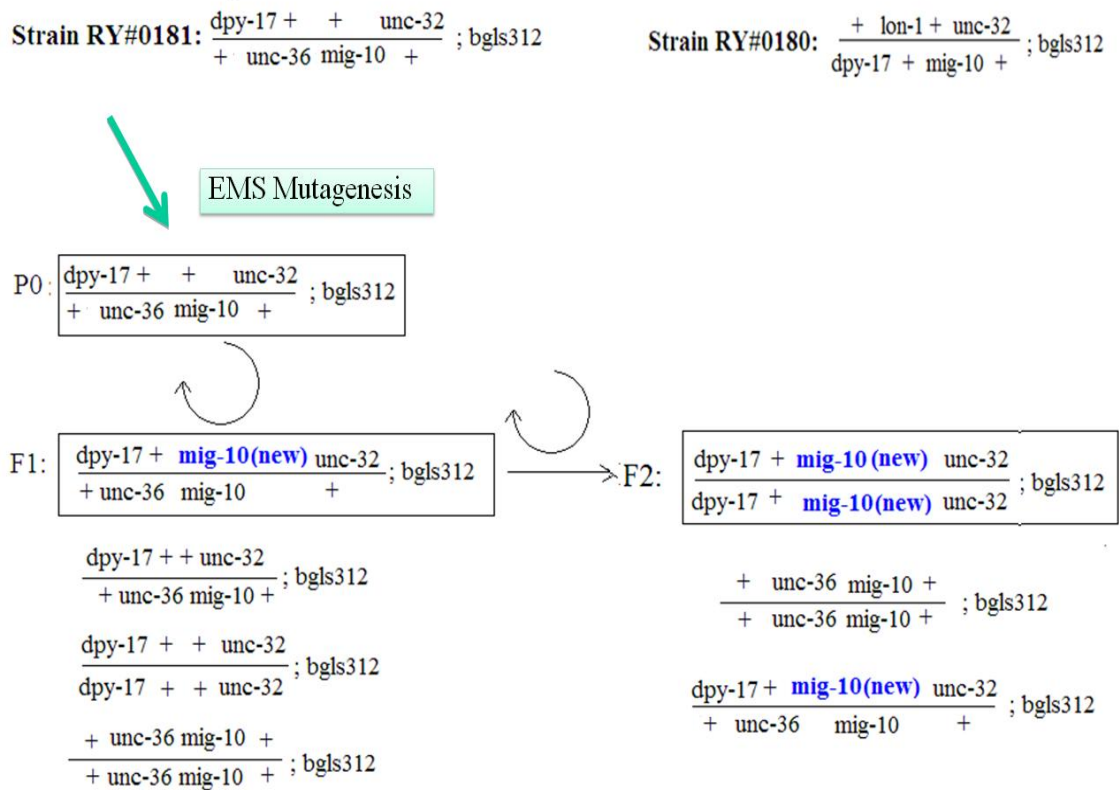 Strain RY#0181: dpy-17 + + unc-32 ; bgls312
+ unc-36 mig-10 +
Strain RY#0180: + lon-1 + unc-32 ; bgls312
dpy-17 + mig-10 +
EMS Mutagenesis
P0: dpy-17 + + unc-32 ; bgls312
+ unc-36 mig-10 +
F1: dpy-17 + mig-10(new) unc-32 ; bgls312
+ unc-36 mig-10 +
F2: dpy-17 + mig-10(new) unc-32 ; bgls312
dpy-17 + mig-10(new) unc-32
dpy-17 + + unc-32 ; bgls312
+ unc-36 mig-10 +
dpy-17 + + unc-32 ; bgls312
dpy-17 + + unc-32
+ unc-36 mig-10 + ; bgls312
+ unc-36 mig-10 +
+ unc-36 mig-10 + ; bgls312
+ unc-36 mig-10 +
dpy-17 + mig-10(new) unc-32 ; bgls312
+ unc-36 mig-10 +